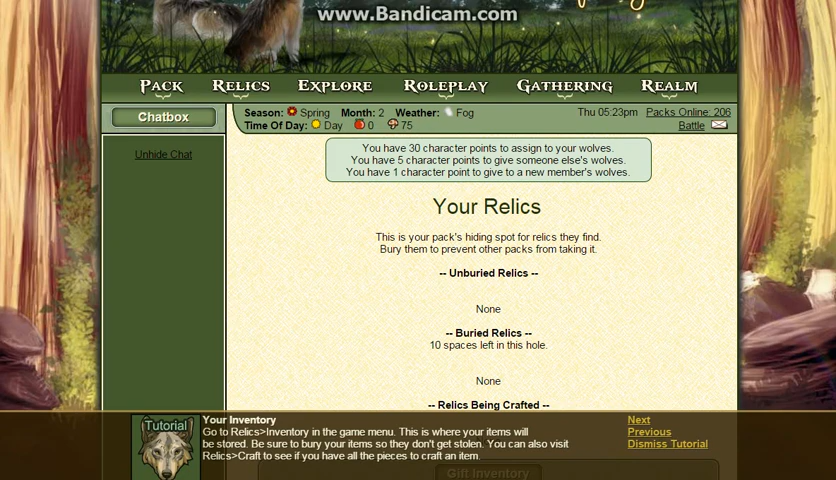 www.Bandicam.com
PACK RELICS EXPLORE ROLEPLAY GATHERING REALM
Chatbox
Unhide Chat
Season: Spring Month: 2 Weather: Fog
Time Of Day: Day 0 75
Thu 05:23pm Packs Online: 206
Battle
You have 30 character points to assign to your wolves.
You have 5 character points to give someone else's wolves.
You have 1 character point to give to a new member's wolves.
Your Relics
This is your pack's hiding spot for relics they find.
Bury them to prevent other packs from taking it.
-- Unburied Relics --
None
-- Buried Relics --
10 spaces left in this hole.
None
-- Relics Being Crafted --
Tutorial
Your Inventory
Go to Relics>Inventory in the game menu. This is where your items will
be stored. Be sure to bury your items so they don't get stolen. You can also visit
Relics>Craft to see if you have all the pieces to craft an item.
Next
Previous
Dismiss Tutorial
Gift Inventory